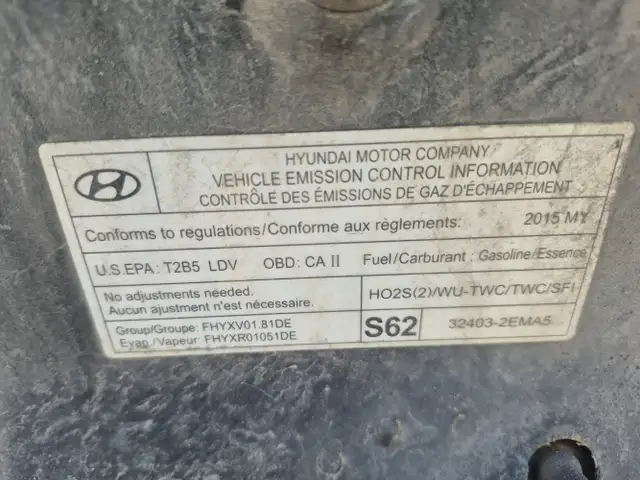 HYUNDAI MOTOR COMPANY
VEHICLE EMISSION CONTROL INFORMATION
CONTRÔLE DES ÉMISSIONS DE GAZ D'ÉCHAPPEMENT
Conforms to regulations/Conforme aux règlements: 2015 MY
U.S.EPA: T2B5 LDV OBD: CA II Fuel/Carburant : Gasoline/Essence
No adjustments needed.
Aucun ajustement n'est nécessaire.
HO2S(2)/WU-TWC/TWC/SFI
Group/Groupe: FHYXV01.81DE
Evap./Vapeur: FHYXR01051DE
S62
32403-2EMA5